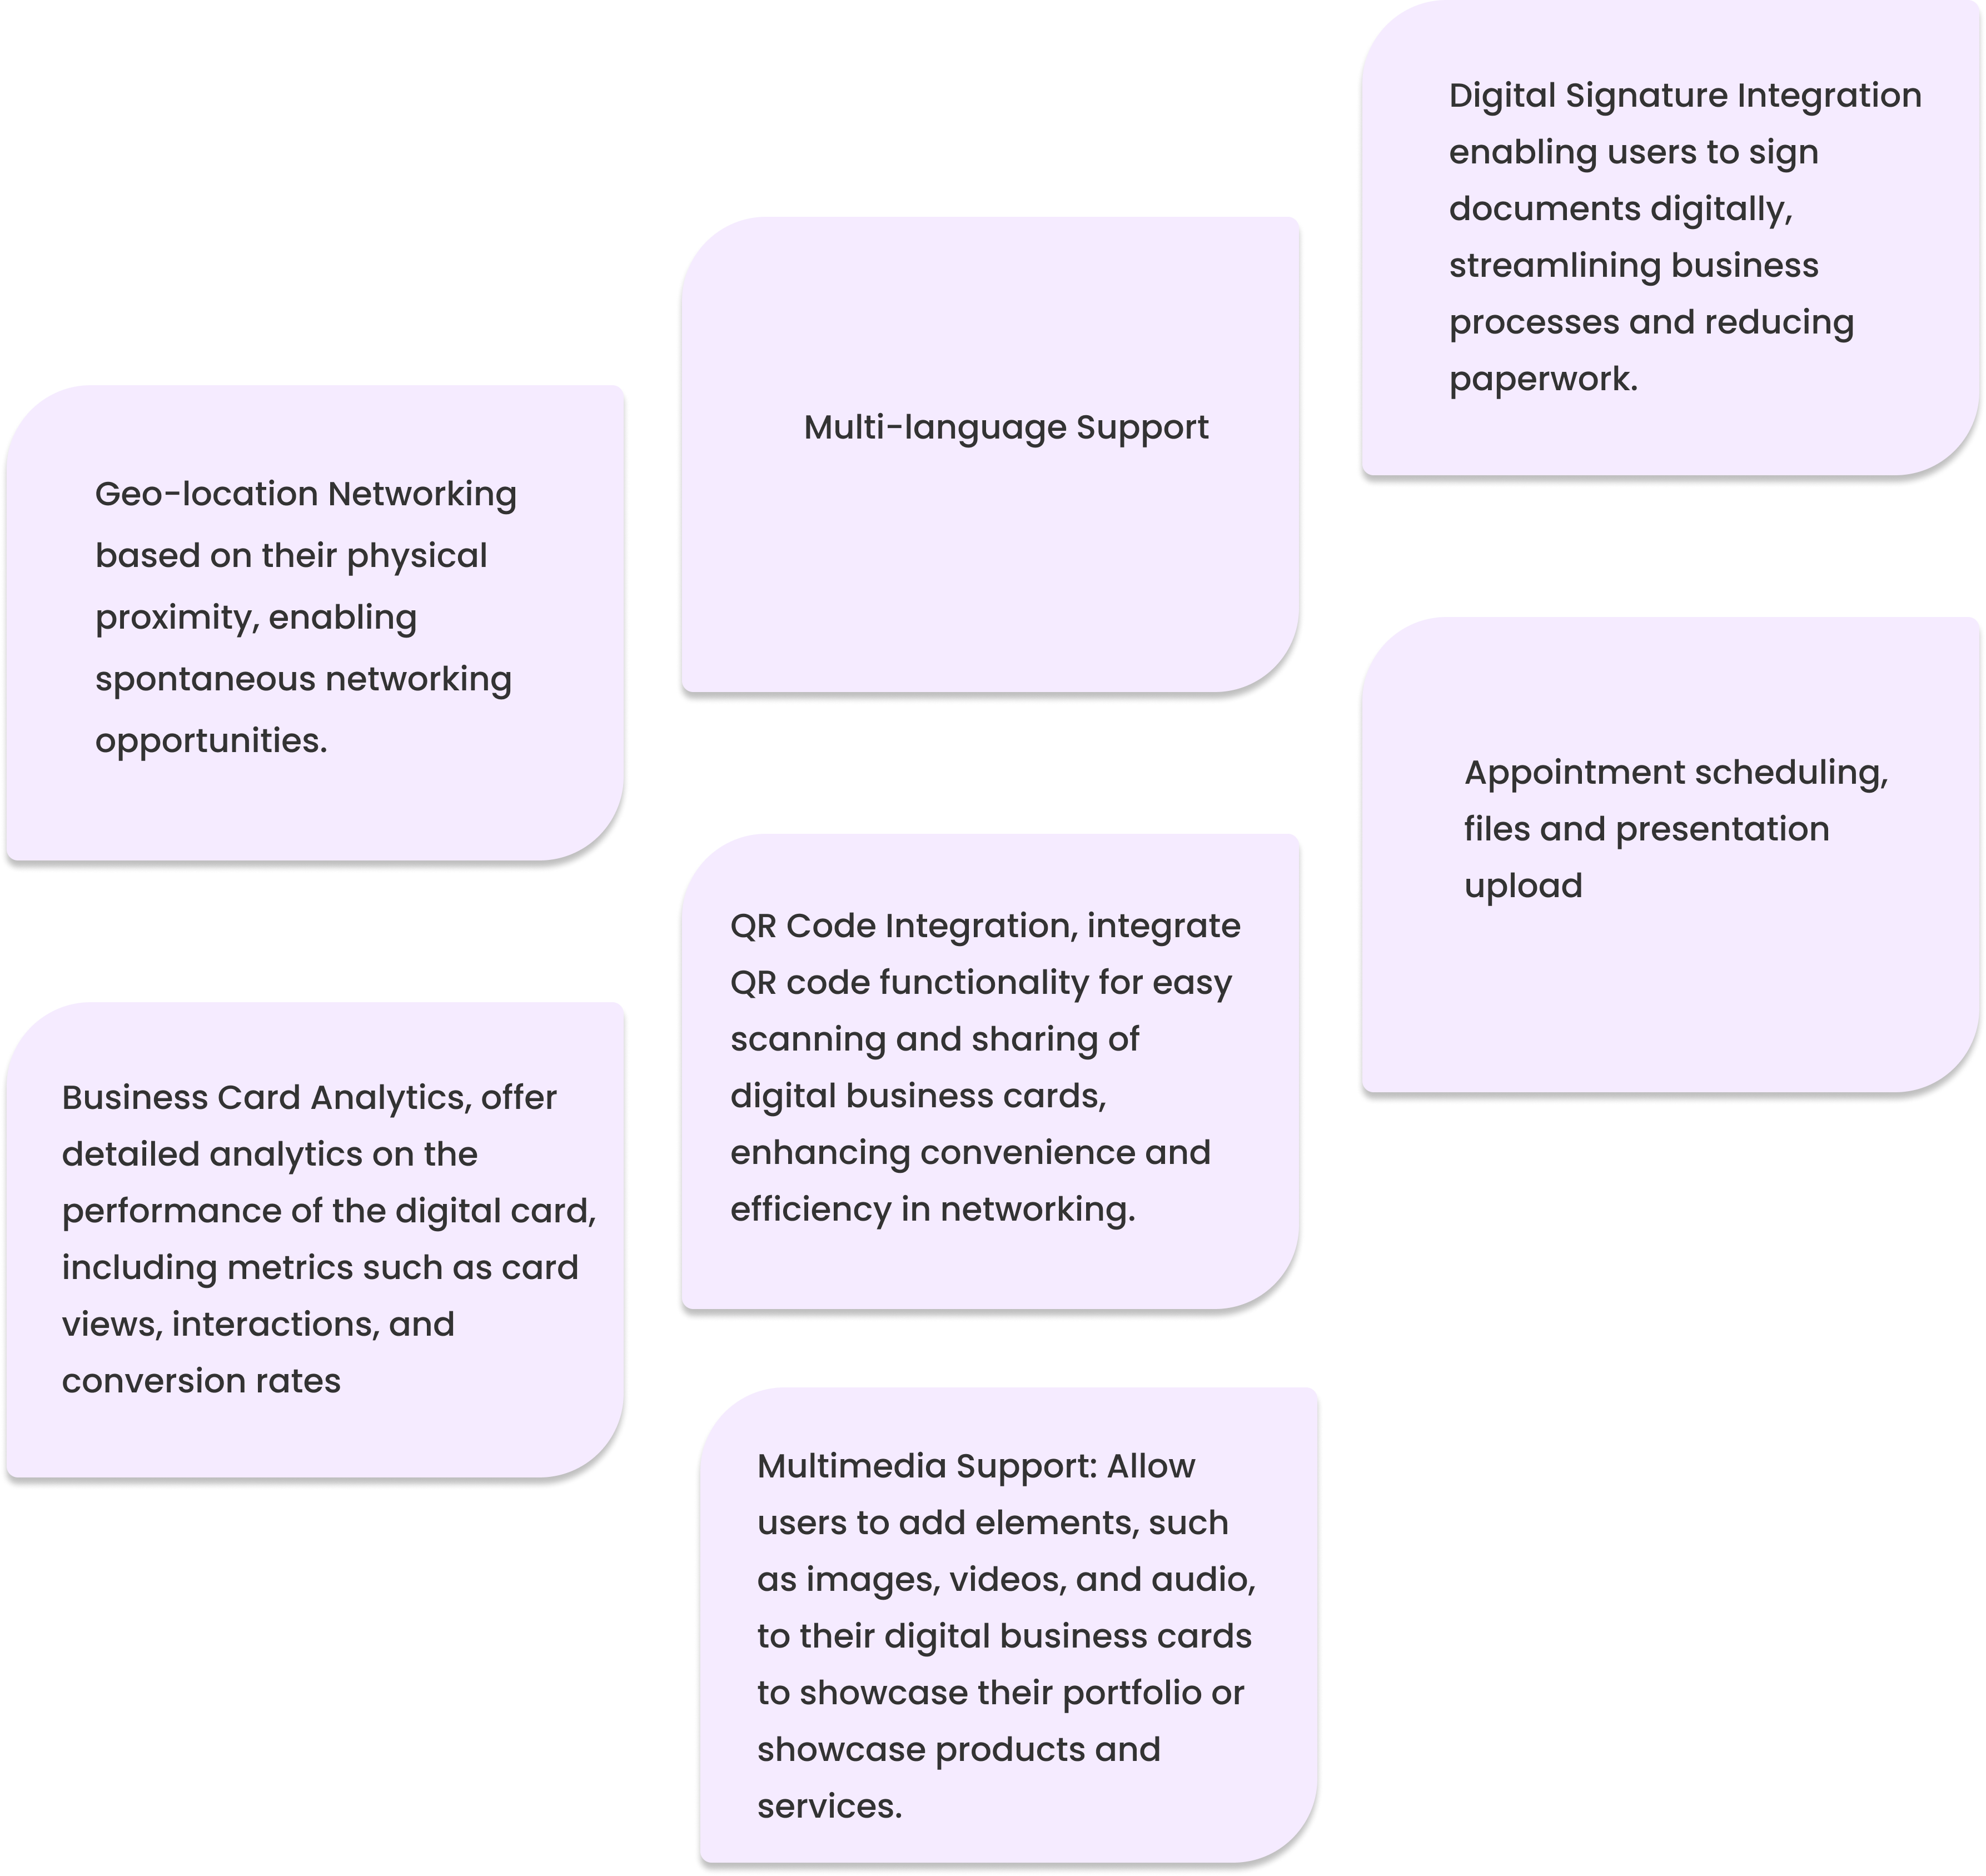 Geo-location Networking
based on their physical
proximity, enabling
spontaneous networking
opportunities.
Business Card Analytics, offer
detailed analytics on the
performance of the digital card,
including metrics such as card
views, interactions, and
conversion rates
Multi-language Support
QR Code Integration, integrate
QR code functionality for easy
scanning and sharing of
digital business cards,
enhancing convenience and
efficiency in networking.
Multimedia Support: Allow
users to add elements, such
as images, videos, and audio,
to their digital business cards
to showcase their portfolio or
showcase products and
services.
Digital Signature Integration
enabling users to sign
documents digitally,
streamlining business
processes and reducing
paperwork.
Appointment scheduling,
files and presentation
upload